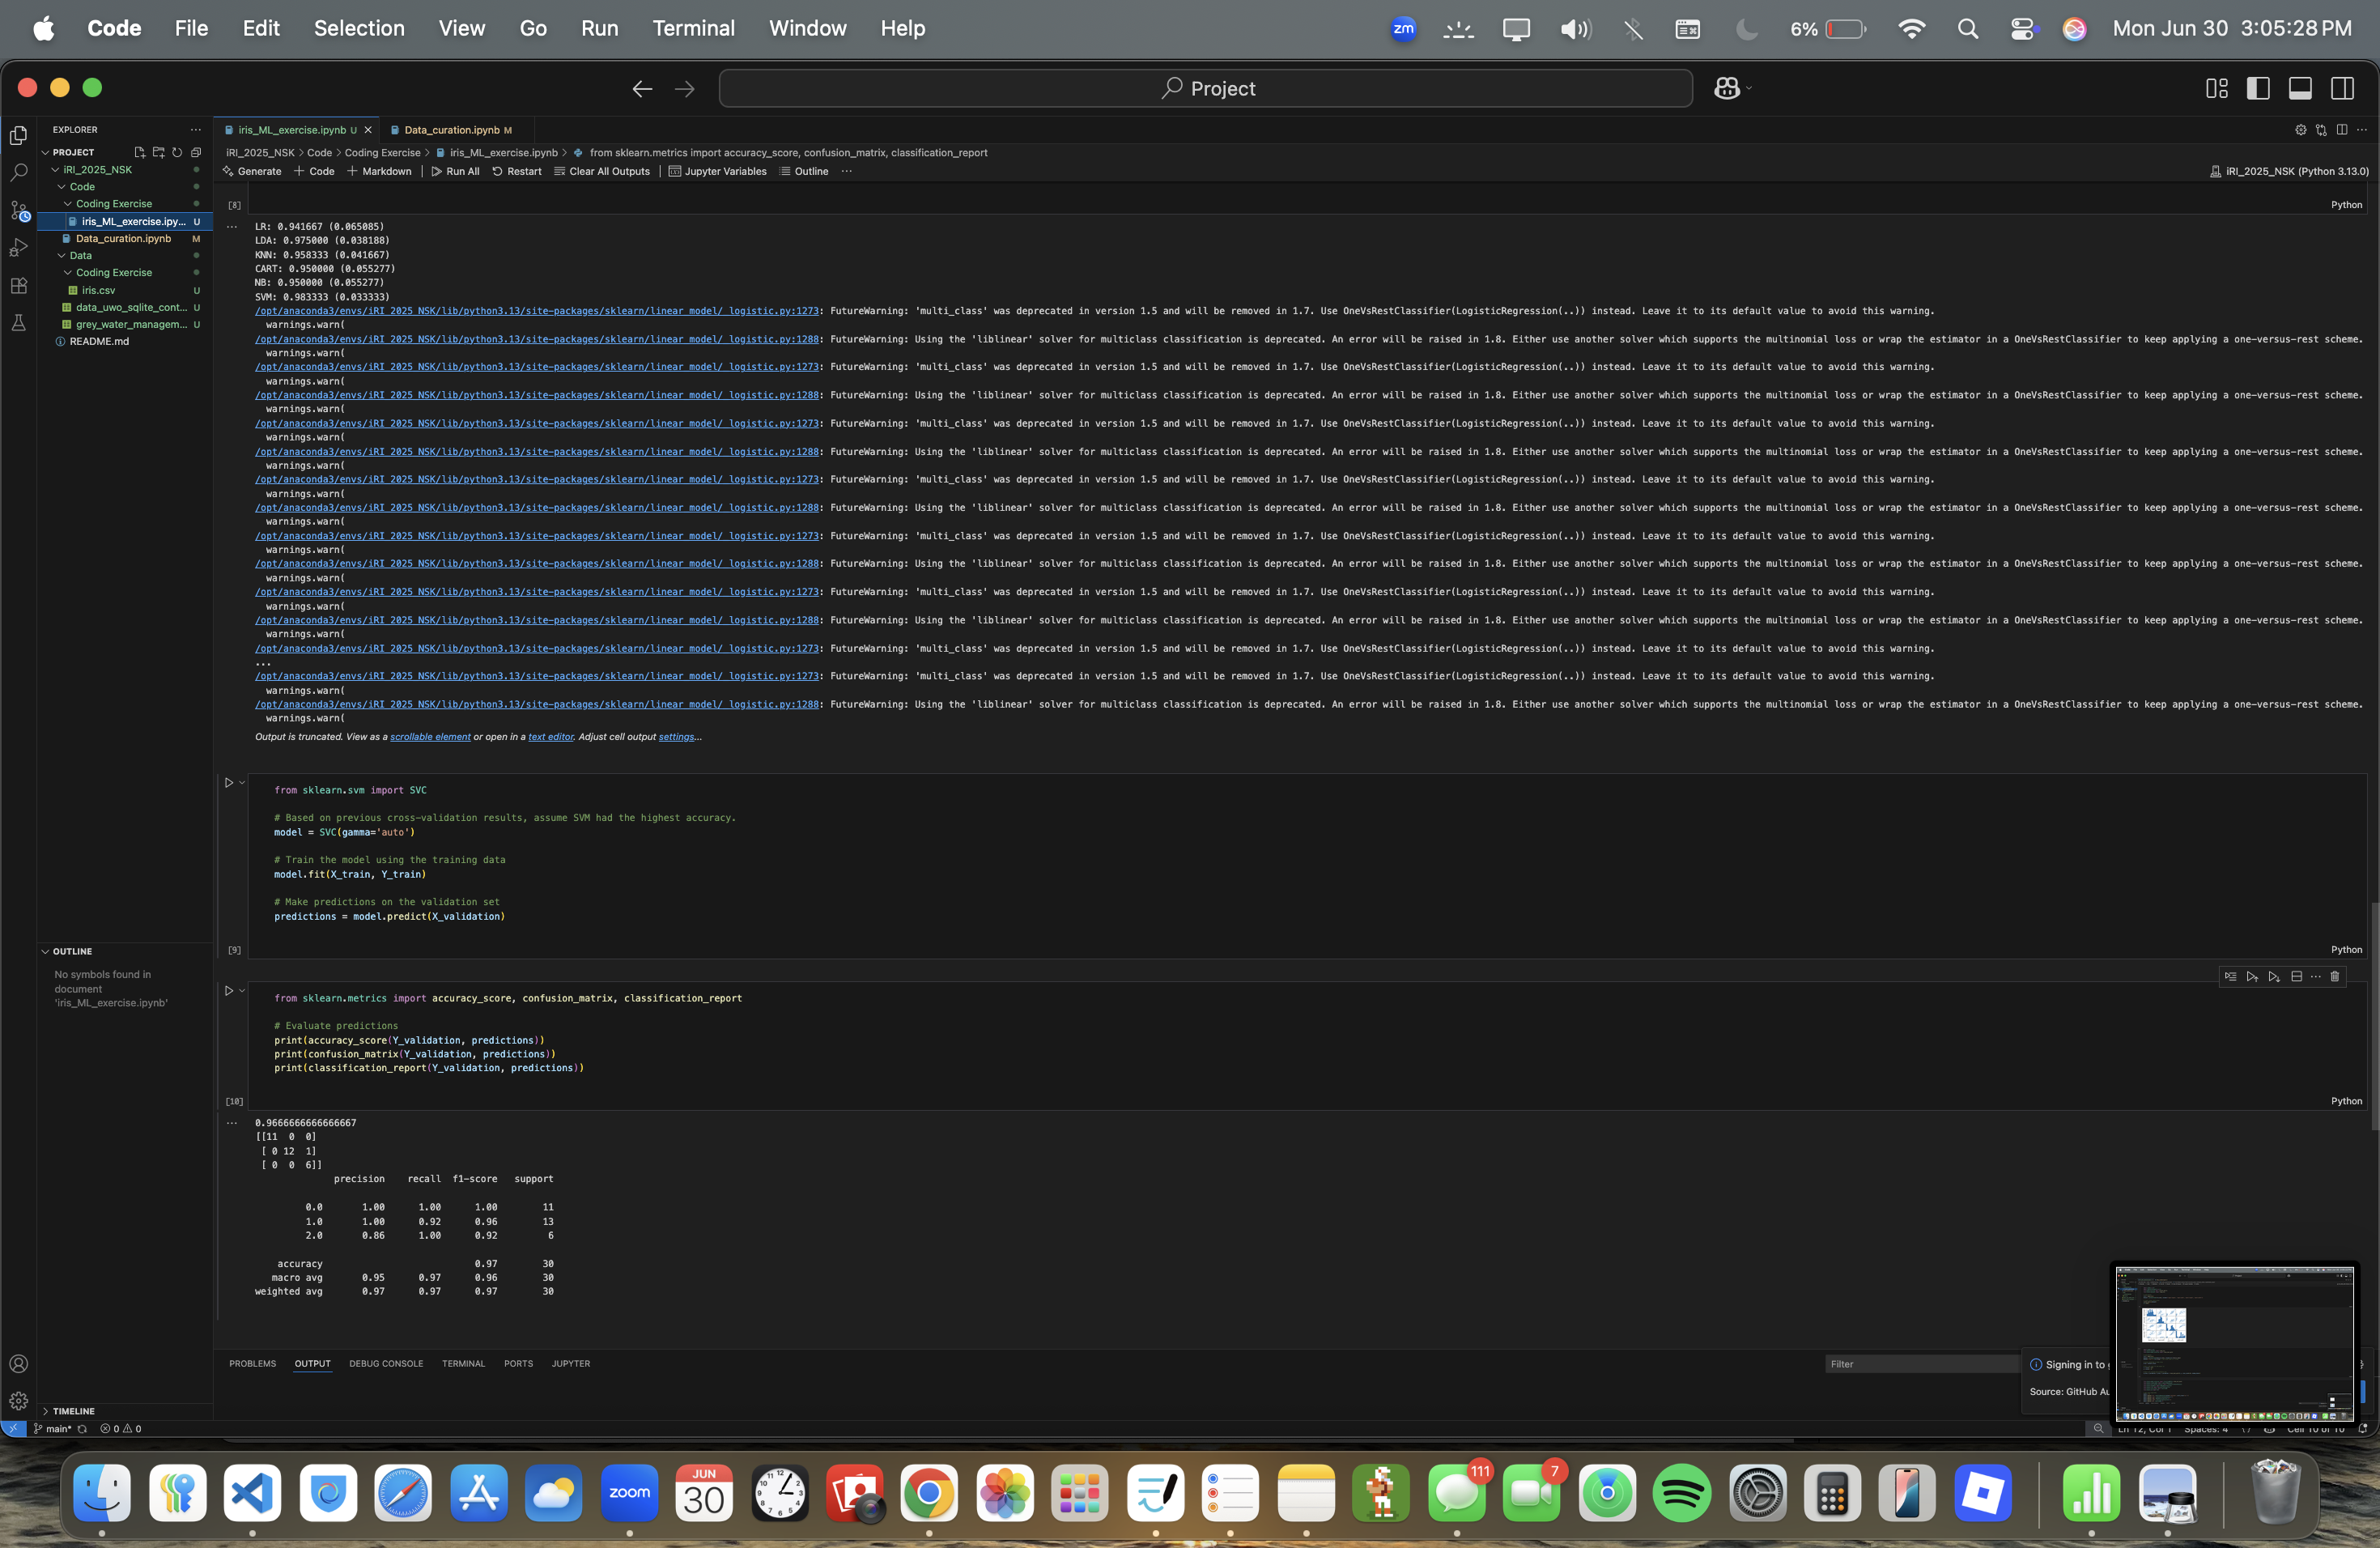 Code File Edit Selection View Go Run Terminal Window Help zm 6% Mon Jun 30 3:05:28 PM
Project
EXPLORER
PROJECT
iRI_2025_NSK
Code
Coding Exercise
iris_ML_exercise.ipy... U
Data_curation.ipynb M
Data
Coding Exercise
iris.csv U
data_uwo_sqlite_cont... U
grey_water_managem... U
README.md
OUTLINE
No symbols found in
document
'iris_ML_exercise.ipynb'
TIMELINE
iris_ML_exercise.ipynb U Data_curation.ipynb M
iRI_2025_NSK > Code > Coding Exercise > iris_ML_exercise.ipynb > from sklearn.metrics import accuracy_score, confusion_matrix, classification_report
Generate + Code + Markdown | Run All Restart Clear All Outputs | Jupyter Variables Outline ... iRI_2025_NSK (Python 3.13.0)
[8] Python
... LR: 0.941667 (0.065085)
LDA: 0.975000 (0.038188)
KNN: 0.958333 (0.041667)
CART: 0.950000 (0.055277)
NB: 0.950000 (0.055277)
SVM: 0.983333 (0.033333)
/opt/anaconda3/envs/iRI_2025_NSK/lib/python3.13/site-packages/sklearn/linear_model/_logistic.py:1273: FutureWarning: 'multi_class' was deprecated in version 1.5 and will be removed in 1.7. Use OneVsRestClassifier(LogisticRegression(..)) instead. Leave it to its default value to avoid this warning.
warnings.warn(
/opt/anaconda3/envs/iRI_2025_NSK/lib/python3.13/site-packages/sklearn/linear_model/_logistic.py:1288: FutureWarning: Using the 'liblinear' solver for multiclass classification is deprecated. An error will be raised in 1.8. Either use another solver which supports the multinomial loss or wrap the estimator in a OneVsRestClassifier to keep applying a one-versus-rest scheme.
warnings.warn(
/opt/anaconda3/envs/iRI_2025_NSK/lib/python3.13/site-packages/sklearn/linear_model/_logistic.py:1273: FutureWarning: 'multi_class' was deprecated in version 1.5 and will be removed in 1.7. Use OneVsRestClassifier(LogisticRegression(..)) instead. Leave it to its default value to avoid this warning.
warnings.warn(
/opt/anaconda3/envs/iRI_2025_NSK/lib/python3.13/site-packages/sklearn/linear_model/_logistic.py:1288: FutureWarning: Using the 'liblinear' solver for multiclass classification is deprecated. An error will be raised in 1.8. Either use another solver which supports the multinomial loss or wrap the estimator in a OneVsRestClassifier to keep applying a one-versus-rest scheme.
warnings.warn(
/opt/anaconda3/envs/iRI_2025_NSK/lib/python3.13/site-packages/sklearn/linear_model/_logistic.py:1273: FutureWarning: 'multi_class' was deprecated in version 1.5 and will be removed in 1.7. Use OneVsRestClassifier(LogisticRegression(..)) instead. Leave it to its default value to avoid this warning.
warnings.warn(
/opt/anaconda3/envs/iRI_2025_NSK/lib/python3.13/site-packages/sklearn/linear_model/_logistic.py:1288: FutureWarning: Using the 'liblinear' solver for multiclass classification is deprecated. An error will be raised in 1.8. Either use another solver which supports the multinomial loss or wrap the estimator in a OneVsRestClassifier to keep applying a one-versus-rest scheme.
warnings.warn(
/opt/anaconda3/envs/iRI_2025_NSK/lib/python3.13/site-packages/sklearn/linear_model/_logistic.py:1273: FutureWarning: 'multi_class' was deprecated in version 1.5 and will be removed in 1.7. Use OneVsRestClassifier(LogisticRegression(..)) instead. Leave it to its default value to avoid this warning.
warnings.warn(
/opt/anaconda3/envs/iRI_2025_NSK/lib/python3.13/site-packages/sklearn/linear_model/_logistic.py:1288: FutureWarning: Using the 'liblinear' solver for multiclass classification is deprecated. An error will be raised in 1.8. Either use another solver which supports the multinomial loss or wrap the estimator in a OneVsRestClassifier to keep applying a one-versus-rest scheme.
warnings.warn(
/opt/anaconda3/envs/iRI_2025_NSK/lib/python3.13/site-packages/sklearn/linear_model/_logistic.py:1273: FutureWarning: 'multi_class' was deprecated in version 1.5 and will be removed in 1.7. Use OneVsRestClassifier(LogisticRegression(..)) instead. Leave it to its default value to avoid this warning.
warnings.warn(
/opt/anaconda3/envs/iRI_2025_NSK/lib/python3.13/site-packages/sklearn/linear_model/_logistic.py:1288: FutureWarning: Using the 'liblinear' solver for multiclass classification is deprecated. An error will be raised in 1.8. Either use another solver which supports the multinomial loss or wrap the estimator in a OneVsRestClassifier to keep applying a one-versus-rest scheme.
warnings.warn(
/opt/anaconda3/envs/iRI_2025_NSK/lib/python3.13/site-packages/sklearn/linear_model/_logistic.py:1273: FutureWarning: 'multi_class' was deprecated in version 1.5 and will be removed in 1.7. Use OneVsRestClassifier(LogisticRegression(..)) instead. Leave it to its default value to avoid this warning.
warnings.warn(
/opt/anaconda3/envs/iRI_2025_NSK/lib/python3.13/site-packages/sklearn/linear_model/_logistic.py:1288: FutureWarning: Using the 'liblinear' solver for multiclass classification is deprecated. An error will be raised in 1.8. Either use another solver which supports the multinomial loss or wrap the estimator in a OneVsRestClassifier to keep applying a one-versus-rest scheme.
warnings.warn(
/opt/anaconda3/envs/iRI_2025_NSK/lib/python3.13/site-packages/sklearn/linear_model/_logistic.py:1273: FutureWarning: 'multi_class' was deprecated in version 1.5 and will be removed in 1.7. Use OneVsRestClassifier(LogisticRegression(..)) instead. Leave it to its default value to avoid this warning.
...
/opt/anaconda3/envs/iRI_2025_NSK/lib/python3.13/site-packages/sklearn/linear_model/_logistic.py:1273: FutureWarning: 'multi_class' was deprecated in version 1.5 and will be removed in 1.7. Use OneVsRestClassifier(LogisticRegression(..)) instead. Leave it to its default value to avoid this warning.
warnings.warn(
/opt/anaconda3/envs/iRI_2025_NSK/lib/python3.13/site-packages/sklearn/linear_model/_logistic.py:1288: FutureWarning: Using the 'liblinear' solver for multiclass classification is deprecated. An error will be raised in 1.8. Either use another solver which supports the multinomial loss or wrap the estimator in a OneVsRestClassifier to keep applying a one-versus-rest scheme.
warnings.warn(
Output is truncated. View as a scrollable element or open in a text editor. Adjust cell output settings...
from sklearn.svm import SVC
# Based on previous cross-validation results, assume SVM had the highest accuracy.
model = SVC(gamma='auto')
# Train the model using the training data
model.fit(X_train, Y_train)
# Make predictions on the validation set
predictions = model.predict(X_validation)
[9] Python
from sklearn.metrics import accuracy_score, confusion_matrix, classification_report
# Evaluate predictions
print(accuracy_score(Y_validation, predictions))
print(confusion_matrix(Y_validation, predictions))
print(classification_report(Y_validation, predictions))
[10] Python
... 0.9666666666666667
[[11 0 0]
[ 0 12 1]
[ 0 0 6]]
precision recall f1-score support
0.0 1.00 1.00 1.00 11
1.0 1.00 0.92 0.96 13
2.0 0.86 1.00 0.92 6
accuracy 0.97 30
macro avg 0.95 0.97 0.96 30
weighted avg 0.97 0.97 0.97 30
PROBLEMS OUTPUT DEBUG CONSOLE TERMINAL PORTS JUPYTER Filter
Signing in to g
Source: GitHub Au
main* 0 0 Ln 12, Col 1 Spaces: 4 Cell 10 of 10
zoom
JUN
30
111
7